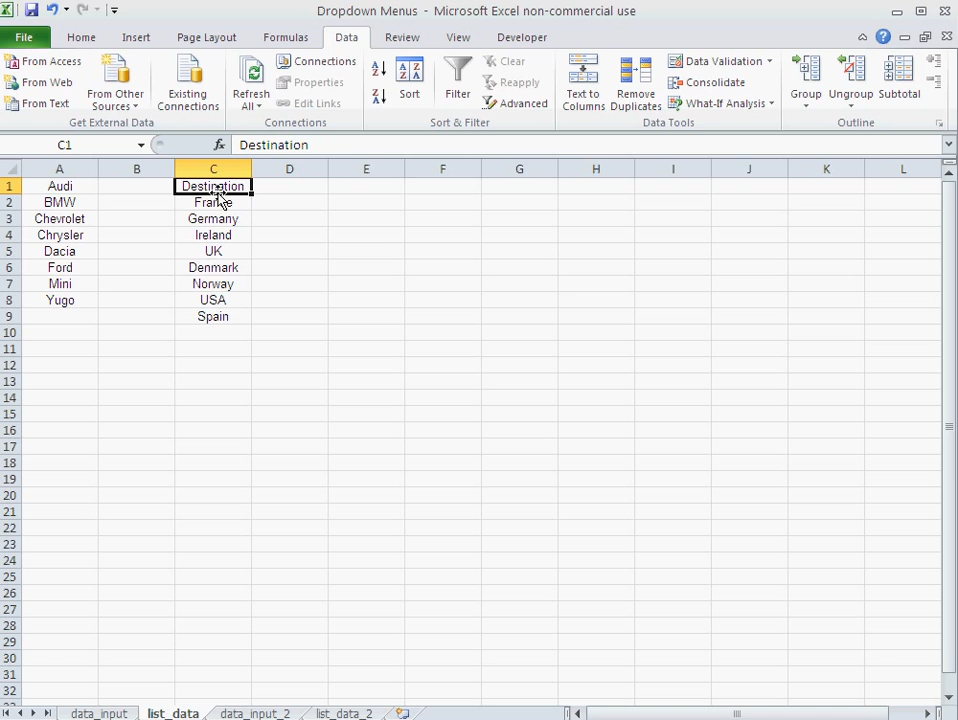 Dropdown Menus - Microsoft Excel non-commercial use
File Home Insert Page Layout Formulas Data Review View Developer
From Access
From Web
From Text
From Other Sources
Existing Connections
Get External Data
Refresh All
Connections
Properties
Edit Links
Connections
Sort
Filter
Clear
Reapply
Advanced
Sort & Filter
Text to Columns
Remove Duplicates
Data Validation
Consolidate
What-If Analysis
Data Tools
Group
Ungroup
Subtotal
Outline
C1 fx Destination
A B C D E F G H I J K L
1 Audi Destination
2 BMW France
3 Chevrolet Germany
4 Chrysler Ireland
5 Dacia UK
6 Ford Denmark
7 Mini Norway
8 Yugo USA
9 Spain
10
11
12
13
14
15
16
17
18
19
20
21
22
23
24
25
26
27
28
29
30
31
32
data_input list_data data_input_2 list_data_2